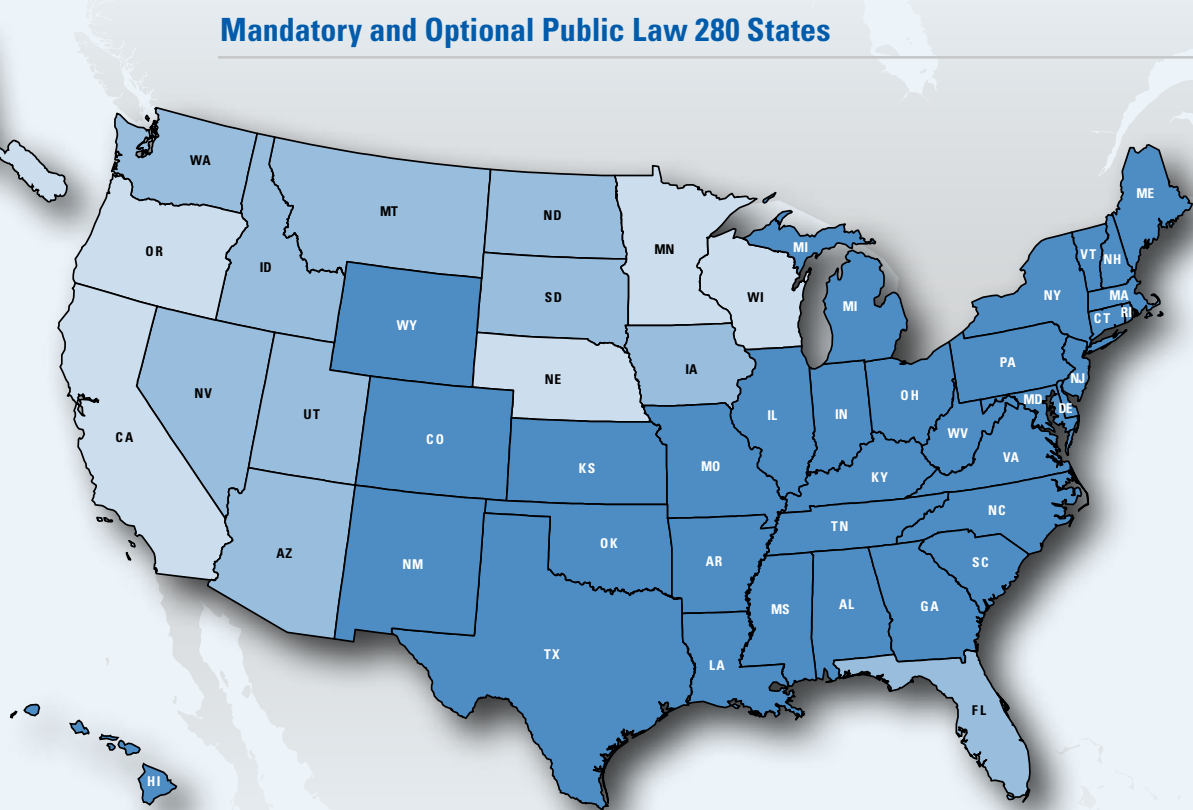 Mandatory and Optional Public Law 280 States
WA
MT
ND
MN
ME
OR
ID
SD
WI
MI
VT
NH
WY
MI
NY
MA
CT
RI
NE
IA
PA
NJ
NV
UT
CO
IL
IN
OH
MD
DE
CA
KS
MO
WV
VA
KY
AZ
NM
OK
AR
TN
NC
SC
TX
MS
AL
GA
LA
FL
HI